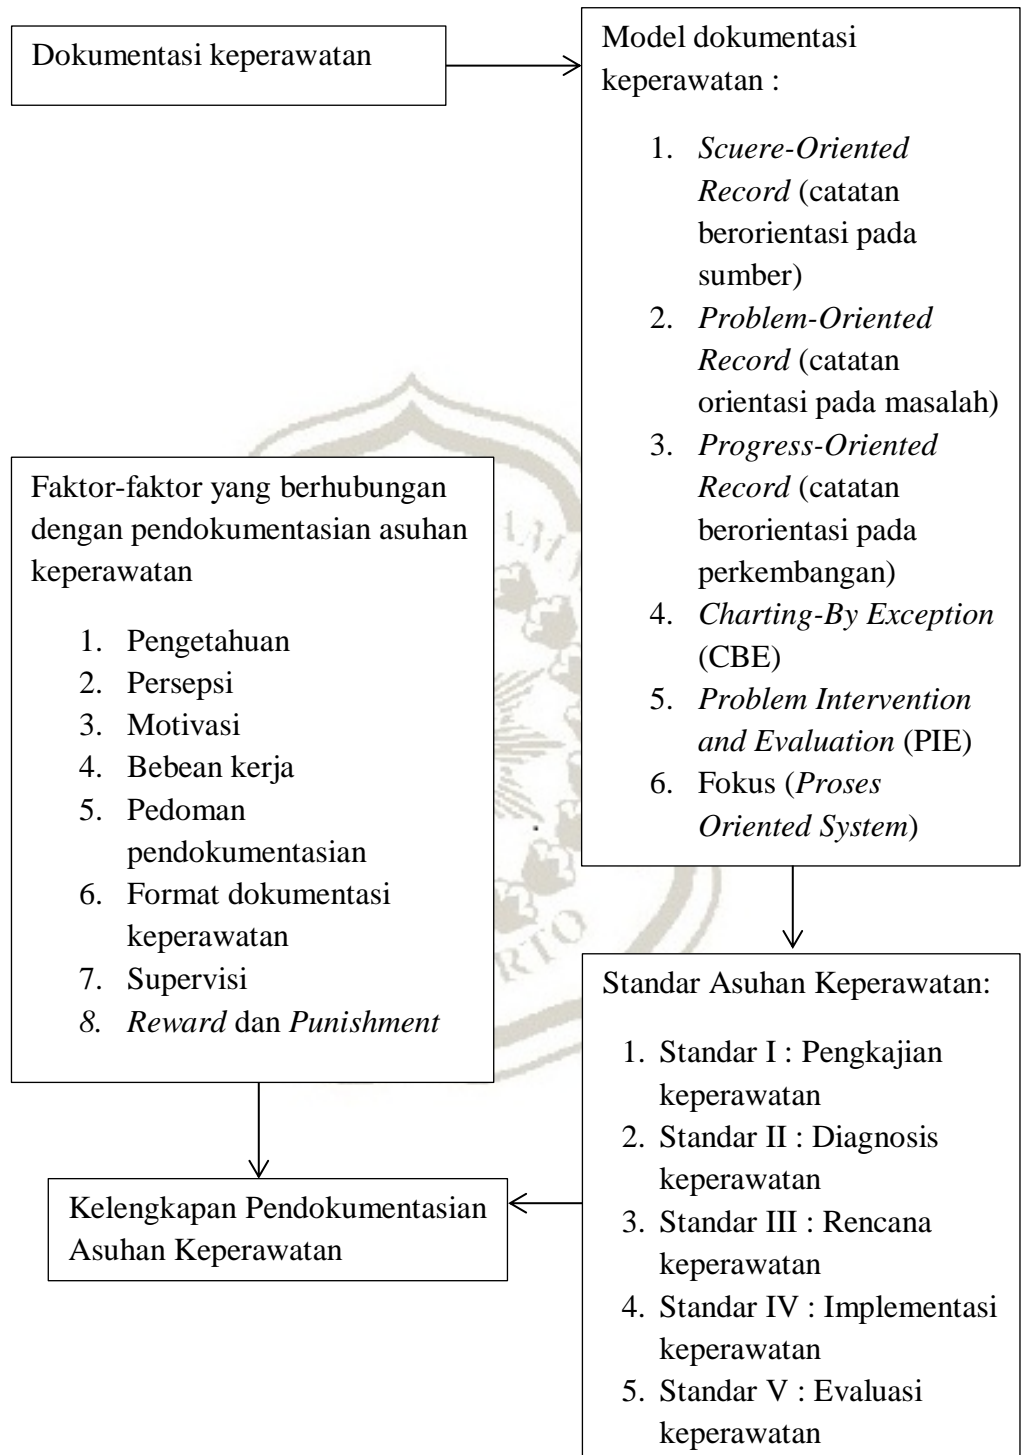 Dokumentasi keperawatan
Model dokumentasi
keperawatan :
1. Scuere-Oriented
Record (catatan
berorientasi pada
sumber)
2. Problem-Oriented
Record (catatan
orientasi pada masalah)
3. Progress-Oriented
Record (catatan
berorientasi pada
perkembangan)
4. Charting-By Exception
(CBE)
5. Problem Intervention
and Evaluation (PIE)
6. Fokus (Proses
Oriented System)
Faktor-faktor yang berhubungan
dengan pendokumentasian asuhan
keperawatan
1. Pengetahuan
2. Persepsi
3. Motivasi
4. Bebean kerja
5. Pedoman
pendokumentasian
6. Format dokumentasi
keperawatan
7. Supervisi
8. Reward dan Punishment
Standar Asuhan Keperawatan:
1. Standar I : Pengkajian
keperawatan
2. Standar II : Diagnosis
keperawatan
3. Standar III : Rencana
keperawatan
4. Standar IV : Implementasi
keperawatan
5. Standar V : Evaluasi
keperawatan
Kelengkapan Pendokumentasian
Asuhan Keperawatan